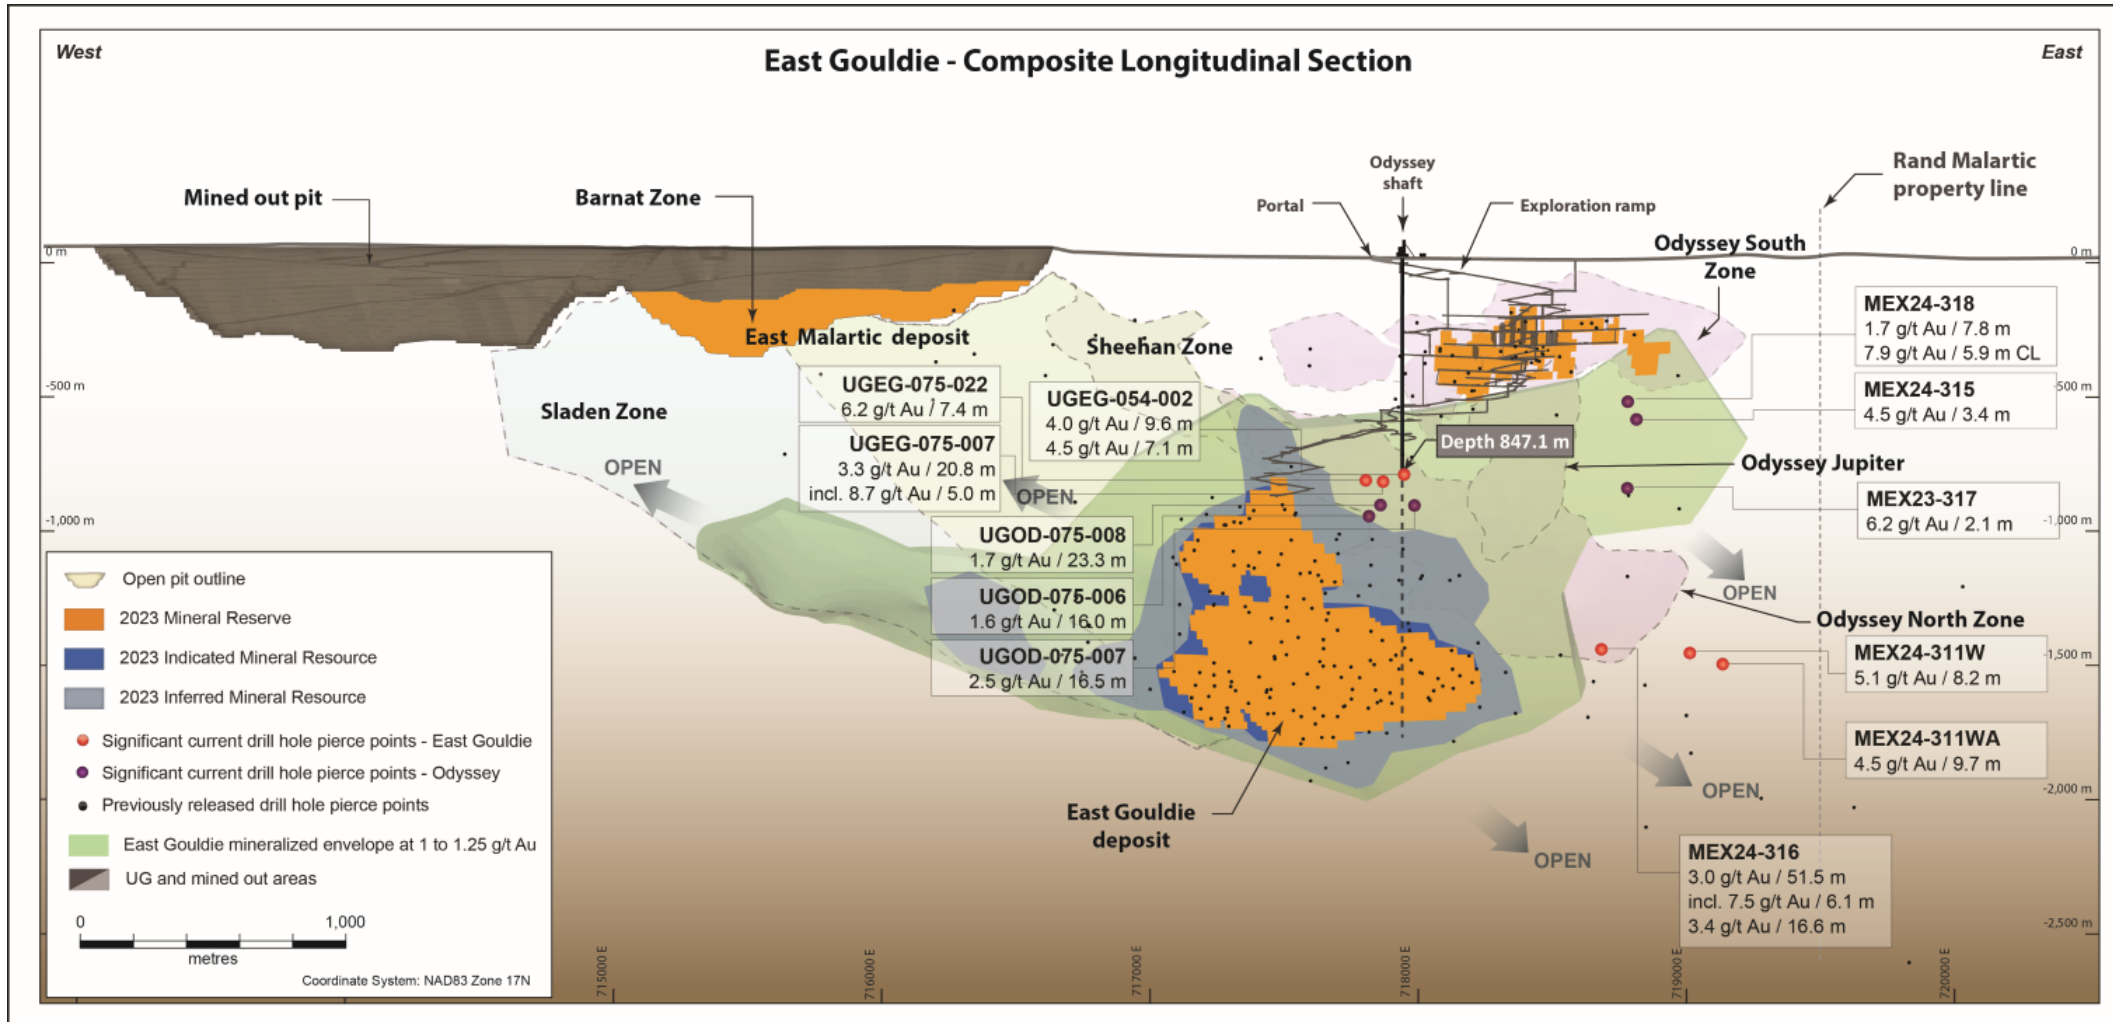 West
East Gouldie - Composite Longitudinal Section
East
Mined out pit
Barnat Zone
Portal
Odyssey
shaft
Exploration ramp
Rand Malartic
property line
Odyssey South
Zone
0 m
0 m
-500 m
-500 m
-1,000 m
-1,000 m
-1,500 m
-2,000 m
-2,500 m
East Malartic deposit
Sheehan Zone
Sladen Zone
OPEN
OPEN
UGEG-075-022
6.2 g/t Au / 7.4 m
UGEG-054-002
4.0 g/t Au / 9.6 m
4.5 g/t Au / 7.1 m
UGEG-075-007
3.3 g/t Au / 20.8 m
incl. 8.7 g/t Au / 5.0 m
Depth 847.1 m
UGOD-075-008
1.7 g/t Au / 23.3 m
UGOD-075-006
1.6 g/t Au / 16.0 m
UGOD-075-007
2.5 g/t Au / 16.5 m
MEX24-318
1.7 g/t Au / 7.8 m
7.9 g/t Au / 5.9 m CL
MEX24-315
4.5 g/t Au / 3.4 m
Odyssey Jupiter
MEX23-317
6.2 g/t Au / 2.1 m
OPEN
Odyssey North Zone
MEX24-311W
5.1 g/t Au / 8.2 m
MEX24-311WA
4.5 g/t Au / 9.7 m
OPEN
OPEN
MEX24-316
3.0 g/t Au / 51.5 m
incl. 7.5 g/t Au / 6.1 m
3.4 g/t Au / 16.6 m
East Gouldie
deposit
Open pit outline
2023 Mineral Reserve
2023 Indicated Mineral Resource
2023 Inferred Mineral Resource
Significant current drill hole pierce points - East Gouldie
Significant current drill hole pierce points - Odyssey
Previously released drill hole pierce points
East Gouldie mineralized envelope at 1 to 1.25 g/t Au
UG and mined out areas
0
1,000
metres
Coordinate System: NAD83 Zone 17N
715000 E
716000 E
717000 E
718000 E
719000 E
720000 E